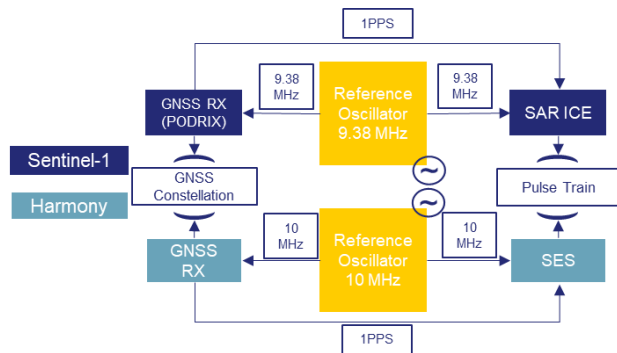 1PPS
9.38
MHz
9.38
MHz
GNSS RX
(PODRIX)
Reference
Oscillator
9.38 MHz
SAR ICE
Sentinel-1
GNSS
Constellation
~
Pulse Train
Harmony
~
10
MHz
10
MHz
GNSS
RX
Reference
Oscillator
10 MHz
SES
1PPS